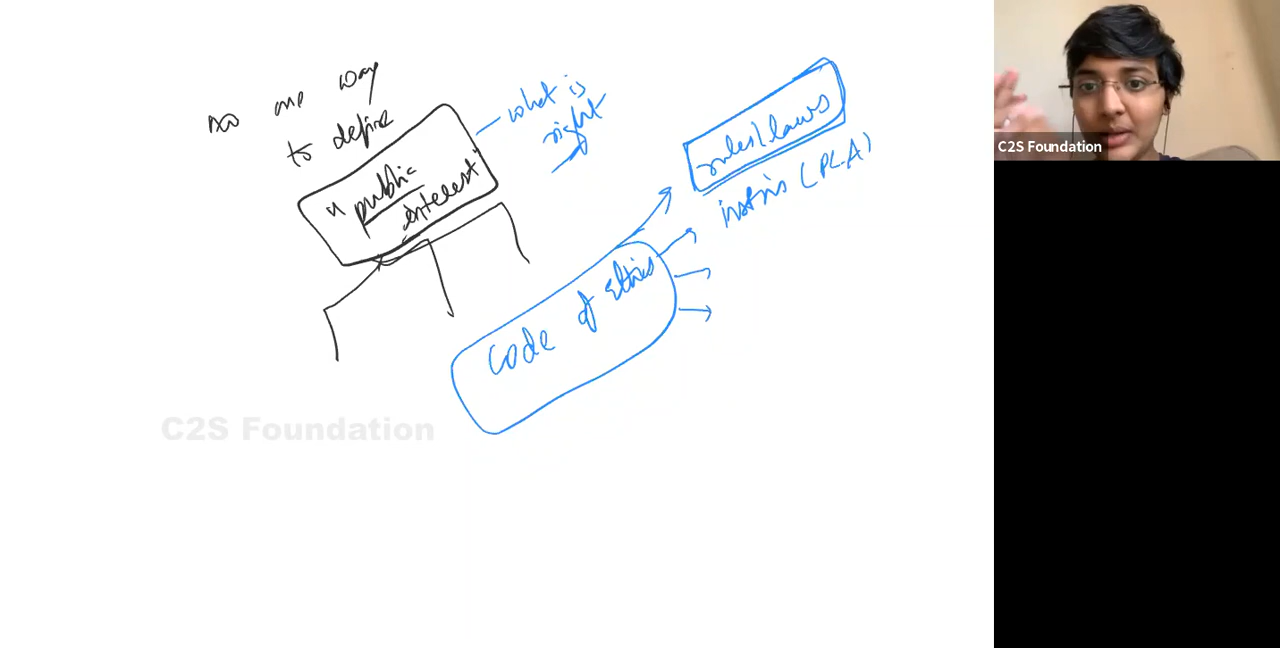 no one way
to define
"public
interest"
what is
right
rules/laws
instns (PCA)
code of ethics
C2S Foundation
C2S Foundation